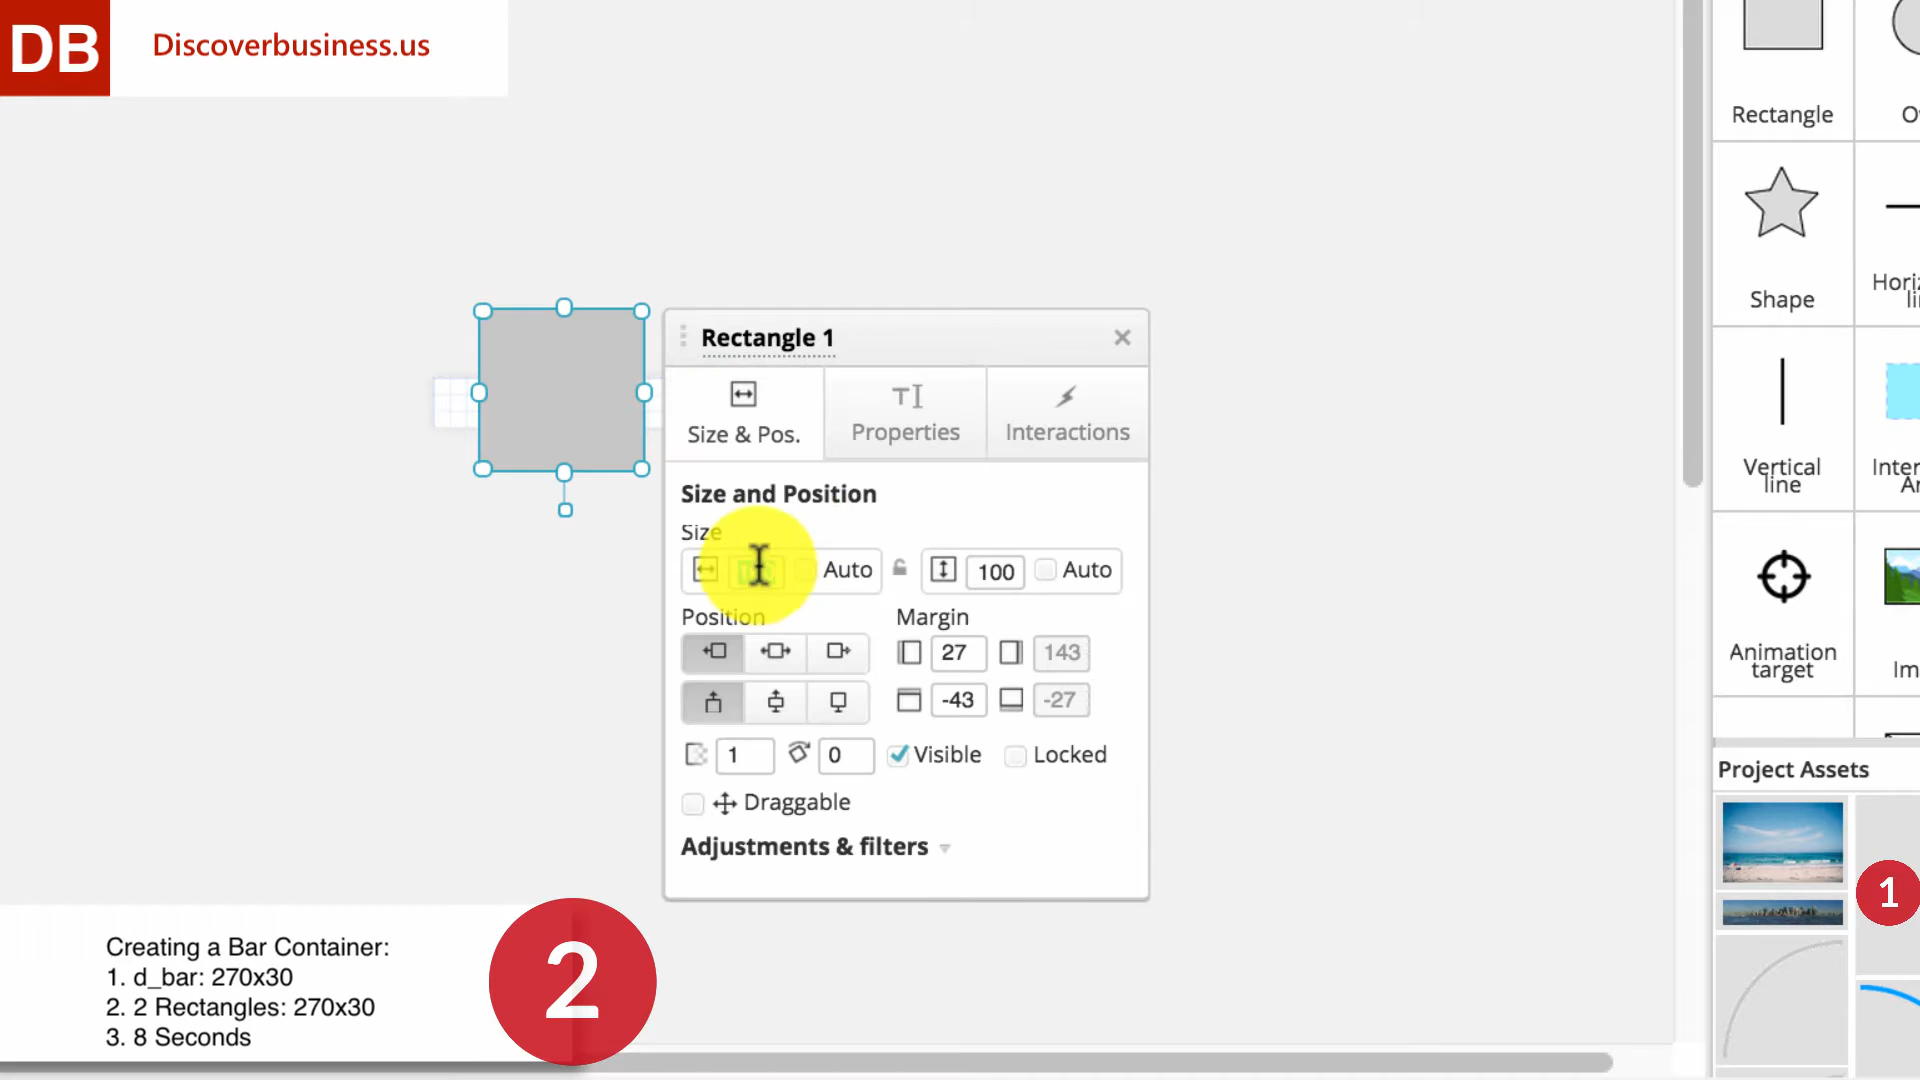 DB
Discoverbusiness.us
Rectangle
Shape
Vertical
line
Animation
target
Project Assets
1
Rectangle 1
Size & Pos.
Properties
Interactions
Size and Position
Size
Auto
100
Auto
Position
Margin
27
143
-43
-27
1
0
Visible
Locked
Draggable
Adjustments & filters
Creating a Bar Container:
1. d_bar: 270x30
2. 2 Rectangles: 270x30
3. 8 Seconds
2